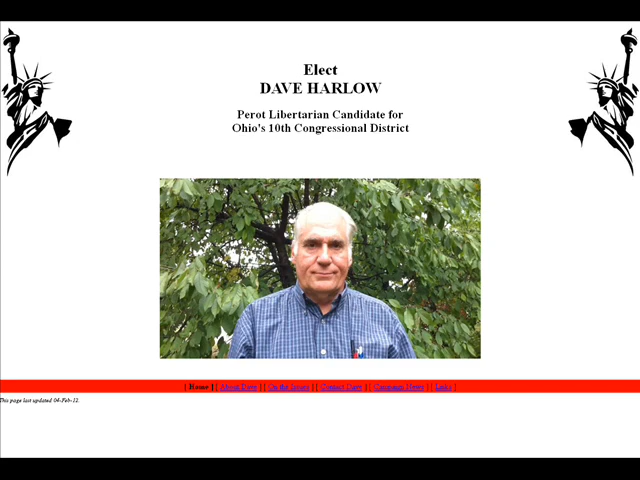 Elect
DAVE HARLOW
Perot Libertarian Candidate for
Ohio's 10th Congressional District
[ Home ] [ About Dave ] [ On the Issues ] [ Contact Dave ] [ Campaign News ] [ Links ]
This page last updated 04-Feb-12.